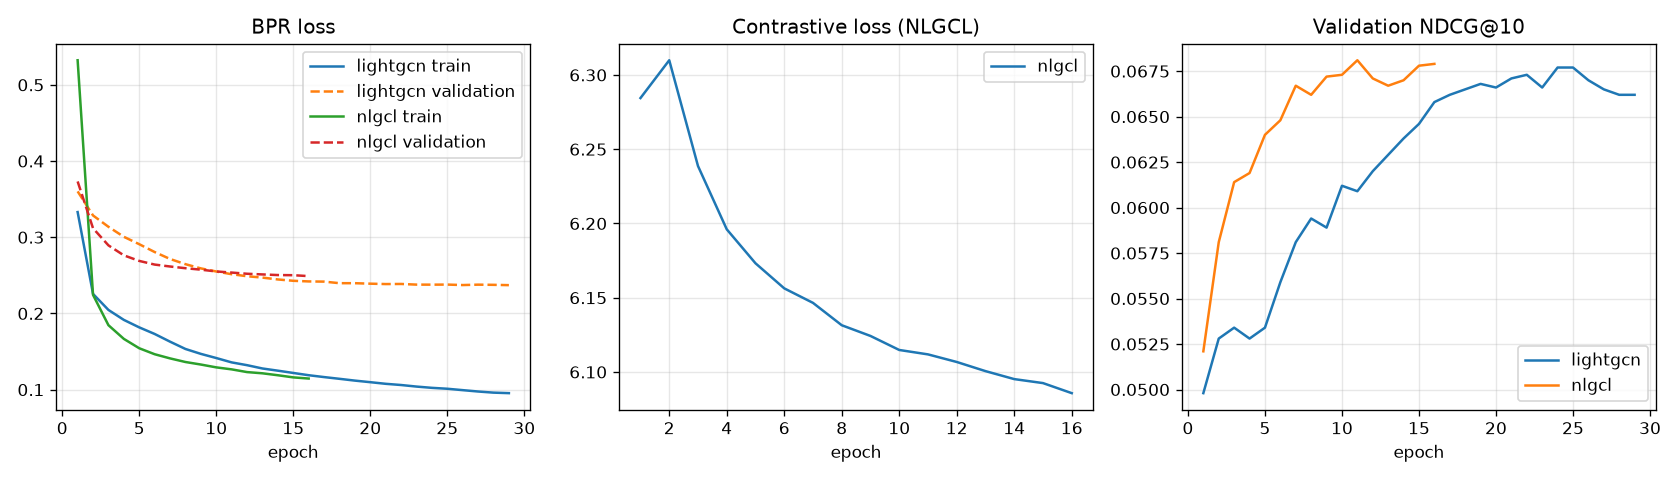 BPR loss
lightgcn train
lightgcn validation
nlgcl train
nlgcl validation
0.5
0.4
0.3
0.2
0.1
0 5 10 15 20 25 30
epoch
Contrastive loss (NLGCL)
nlgcl
6.30
6.25
6.20
6.15
6.10
2 4 6 8 10 12 14 16
epoch
Validation NDCG@10
0.0675
0.0650
0.0625
0.0600
0.0575
0.0550
0.0525
0.0500
lightgcn
nlgcl
0 5 10 15 20 25 30
epoch